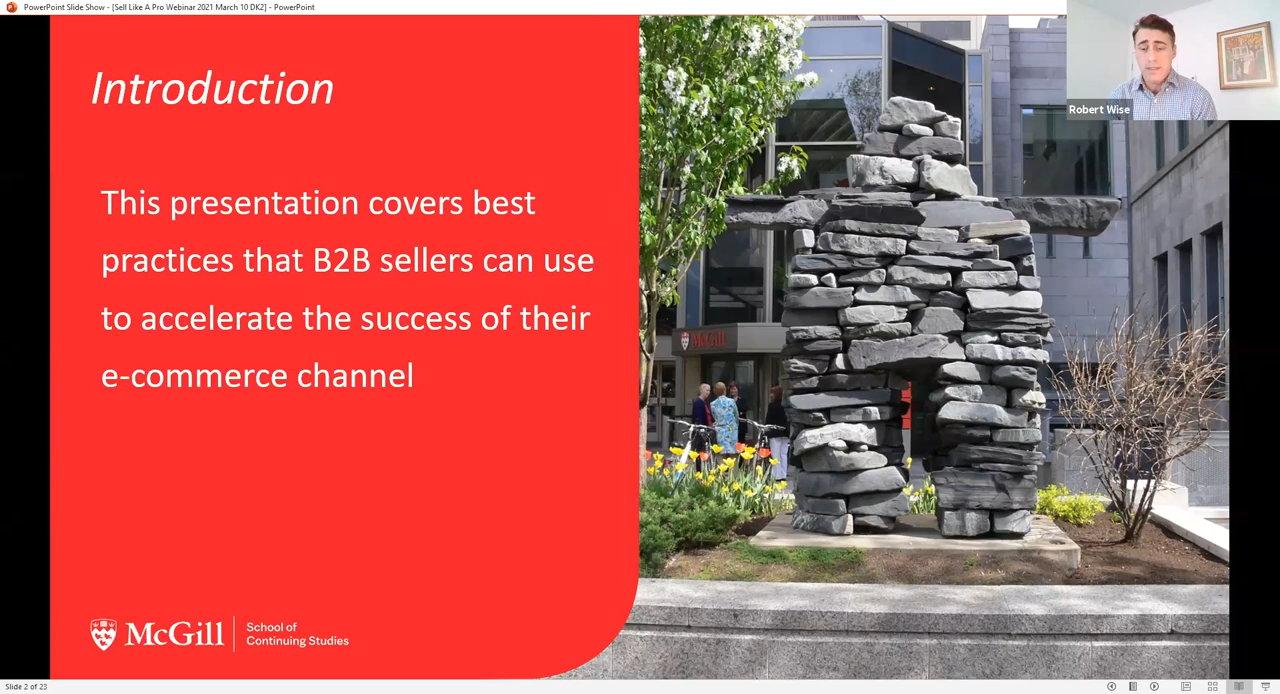 PowerPoint Slide Show - [Sell Like A Pro Webinar 2021 March 10 DK2] - PowerPoint
Introduction
This presentation covers best
practices that B2B sellers can use
to accelerate the success of their
e-commerce channel
McGill
School of
Continuing Studies
McGill
Robert Wise
Slide 2 of 23